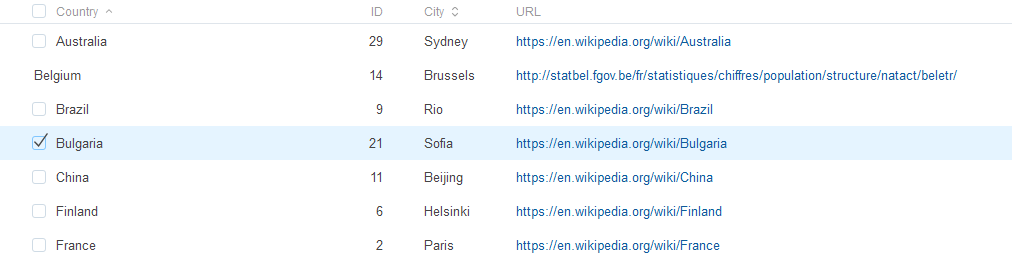 Country ID City URL
Australia 29 Sydney https://en.wikipedia.org/wiki/Australia
Belgium 14 Brussels http://statbel.fgov.be/fr/statistiques/chiffres/population/structure/natact/beletr/
Brazil 9 Rio https://en.wikipedia.org/wiki/Brazil
Bulgaria 21 Sofia https://en.wikipedia.org/wiki/Bulgaria
China 11 Beijing https://en.wikipedia.org/wiki/China
Finland 6 Helsinki https://en.wikipedia.org/wiki/Finland
France 2 Paris https://en.wikipedia.org/wiki/France